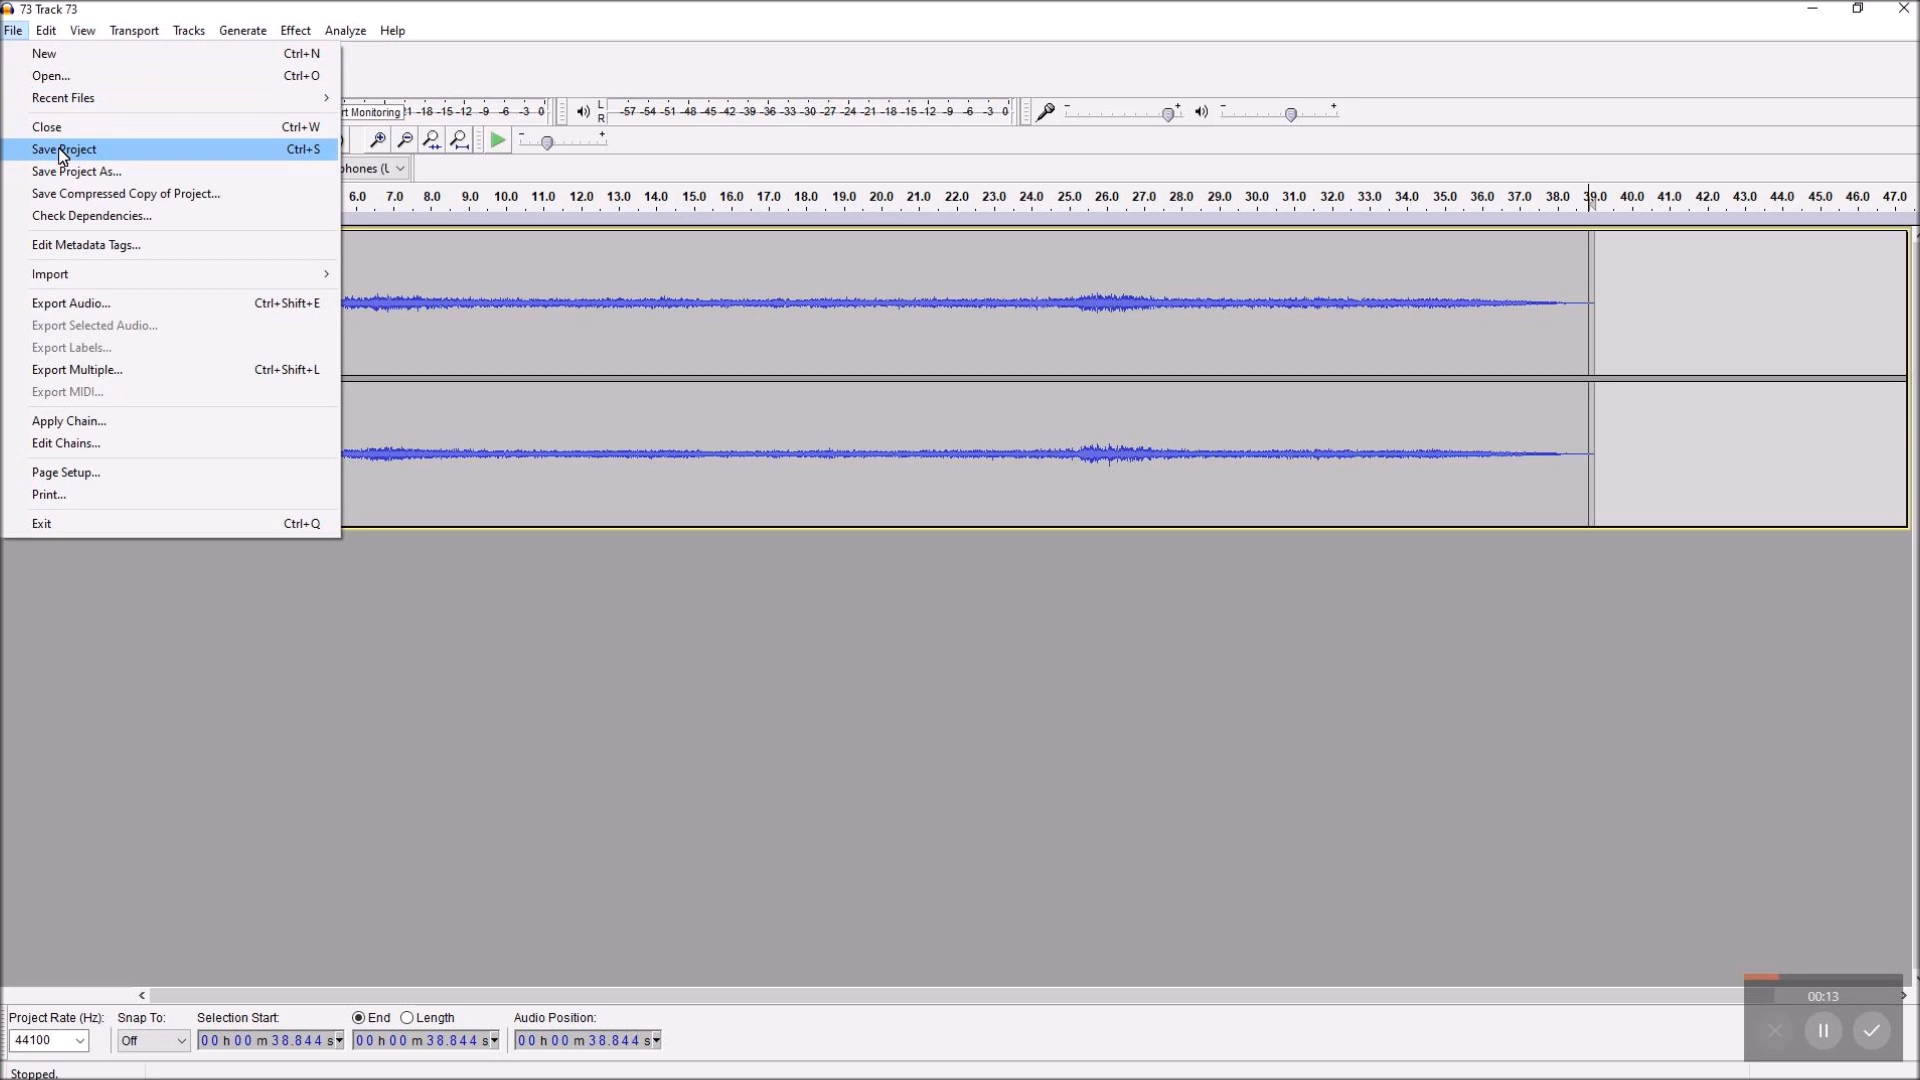 73 Track 73
File Edit View Transport Tracks Generate Effect Analyze Help
New Ctrl+N
Open... Ctrl+O
Recent Files
Close Ctrl+W
Save Project Ctrl+S
Save Project As...
Save Compressed Copy of Project...
Check Dependencies...
Edit Metadata Tags...
Import
Export Audio... Ctrl+Shift+E
Export Selected Audio...
Export Labels...
Export Multiple... Ctrl+Shift+L
Export MIDI...
Apply Chain...
Edit Chains...
Page Setup...
Print...
Exit Ctrl+Q
rt Monitoring -18 -15 -12 -9 -6 -3 0
L
R
-57 -54 -51 -48 -45 -42 -39 -36 -33 -30 -27 -24 -21 -18 -15 -12 -9 -6 -3 0
phones (
6.0 7.0 8.0 9.0 10.0 11.0 12.0 13.0 14.0 15.0 16.0 17.0 18.0 19.0 20.0 21.0 22.0 23.0 24.0 25.0 26.0 27.0 28.0 29.0 30.0 31.0 32.0 33.0 34.0 35.0 36.0 37.0 38.0 39.0 40.0 41.0 42.0 43.0 44.0 45.0 46.0 47.0
00:13
Project Rate (Hz): Snap To: Selection Start: End Length Audio Position:
44100 Off 00 h 00 m 38.844 s 00 h 00 m 38.844 s 00 h 00 m 38.844 s
Stopped.